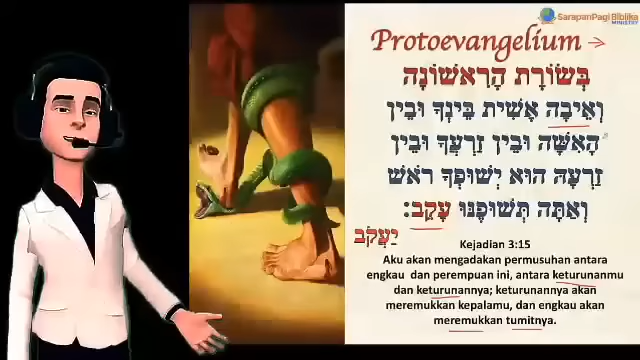 SarapanPagi Biblika
MINISTRY
Protoevangelium →
בְּשׂוֹרָת הָרִאשׁוֹנָה
וְאֵיבָה אָשִׁית בֵּינְךָ וּבֵין
הָאִשָּׁה וּבֵין זַרְעֲךָ וּבֵין
זַרְעָהּ הוּא יְשׁוּפְךָ רֹאשׁ
וְאַתָּה תְּשׁוּפֶנּוּ עָקֵב׃
יַעֲקֹב
Kejadian 3:15
Aku akan mengadakan permusuhan antara
engkau dan perempuan ini, antara keturunanmu
dan keturunannya; keturunannya akan
meremukkan kepalamu, dan engkau akan
meremukkan tumitnya.